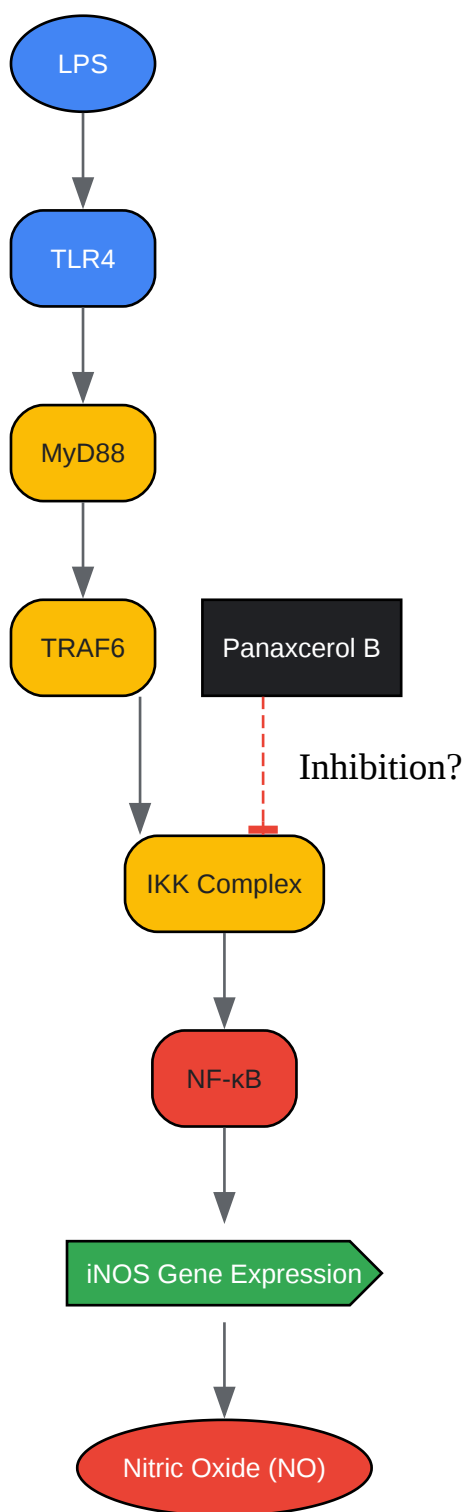 LPS
TLR4
MyD88
TRAF6
Panaxcerol B
Inhibition?
IKK Complex
NF-κB
iNOS Gene Expression
Nitric Oxide (NO)